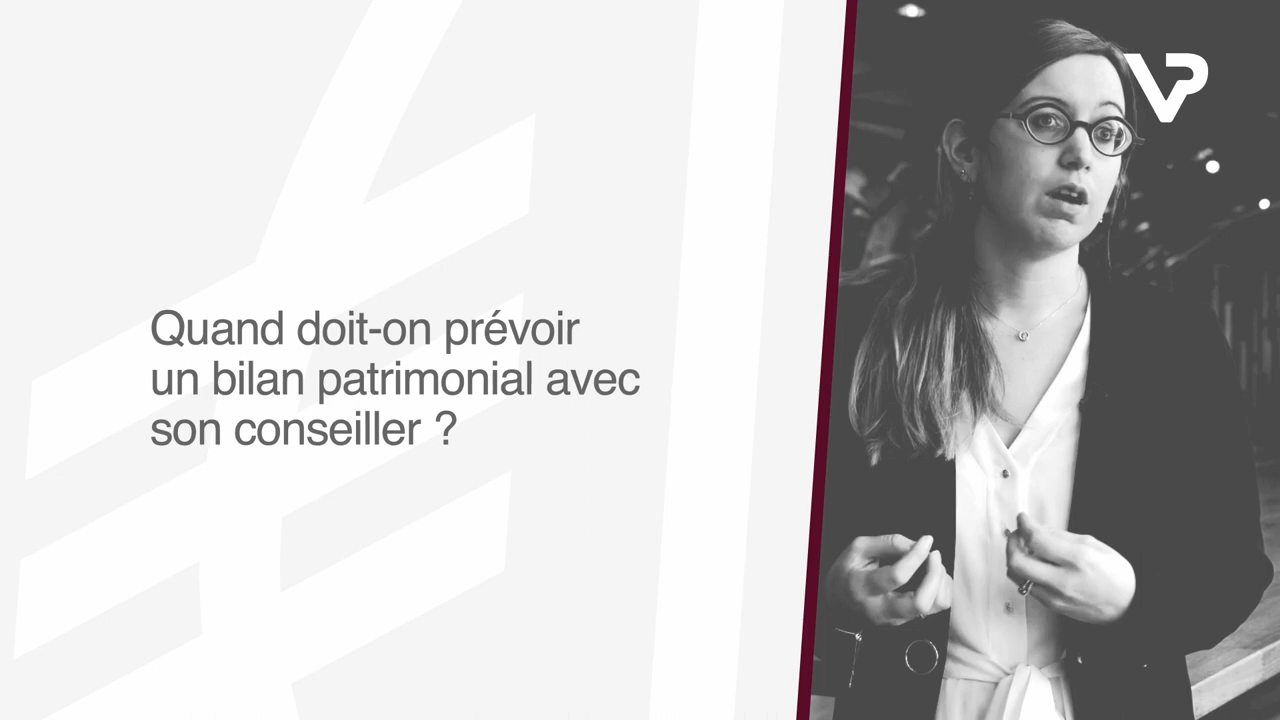 Quand doit-on prévoir
un bilan patrimonial avec
son conseiller ?
VP